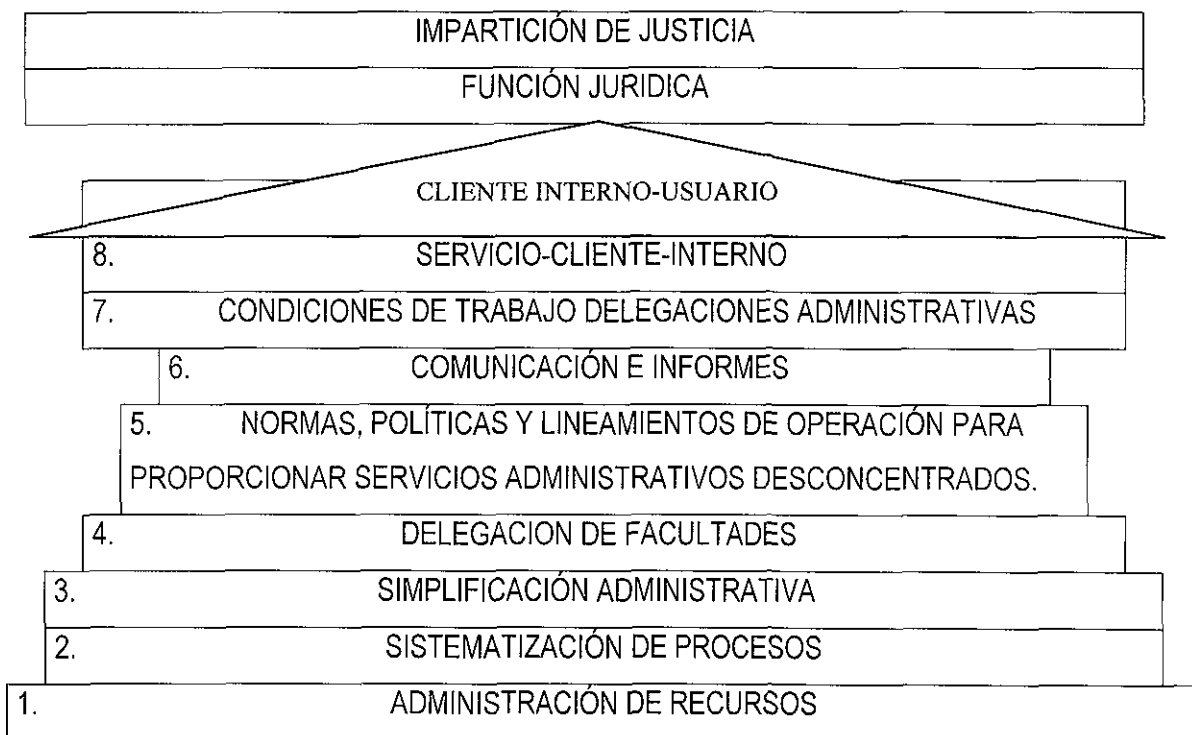 IMPARTICIÓN DE JUSTICIA
FUNCIÓN JURIDICA
CLIENTE INTERNO-USUARIO
8. SERVICIO-CLIENTE-INTERNO
7. CONDICIONES DE TRABAJO DELEGACIONES ADMINISTRATIVAS
6. COMUNICACIÓN E INFORMES
5. NORMAS, POLÍTICAS Y LINEAMIENTOS DE OPERACIÓN PARA
PROPORCIONAR SERVICIOS ADMINISTRATIVOS DESCONCENTRADOS.
4. DELEGACION DE FACULTADES
3. SIMPLIFICACIÓN ADMINISTRATIVA
2. SISTEMATIZACIÓN DE PROCESOS
1. ADMINISTRACIÓN DE RECURSOS